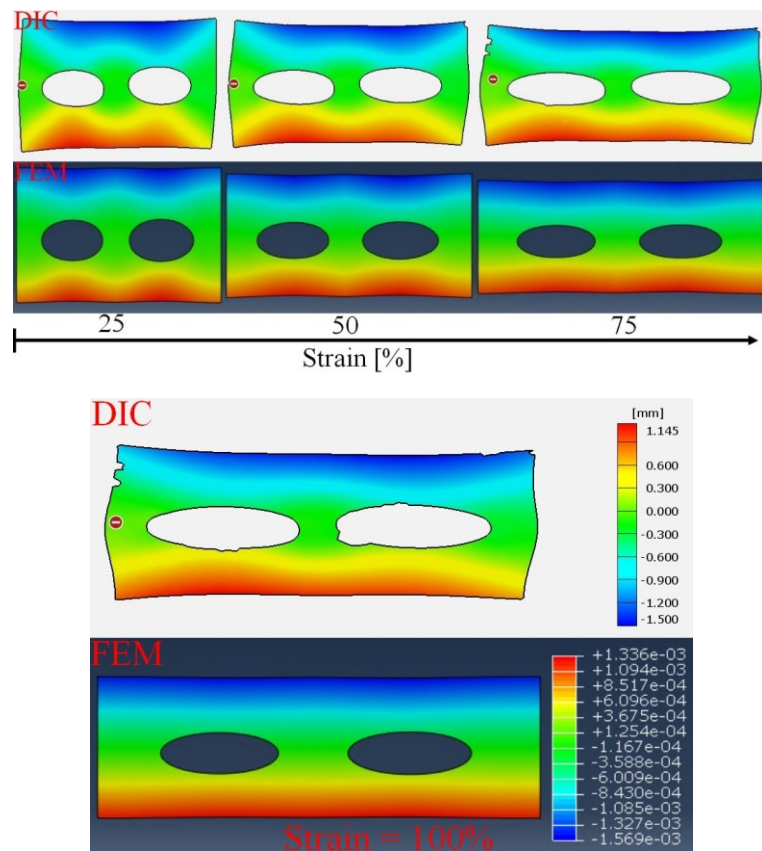 DIC
FEM
25 50 75
Strain [%]
DIC
[mm]
1.145
0.600
0.300
0.000
-0.300
-0.600
-0.900
-1.200
-1.500
FEM
+1.336e-03
+1.094e-03
+8.517e-04
+6.096e-04
+3.675e-04
+1.254e-04
-1.167e-04
-3.588e-04
-6.009e-04
-8.430e-04
-1.085e-03
-1.327e-03
-1.569e-03
Strain = 100%